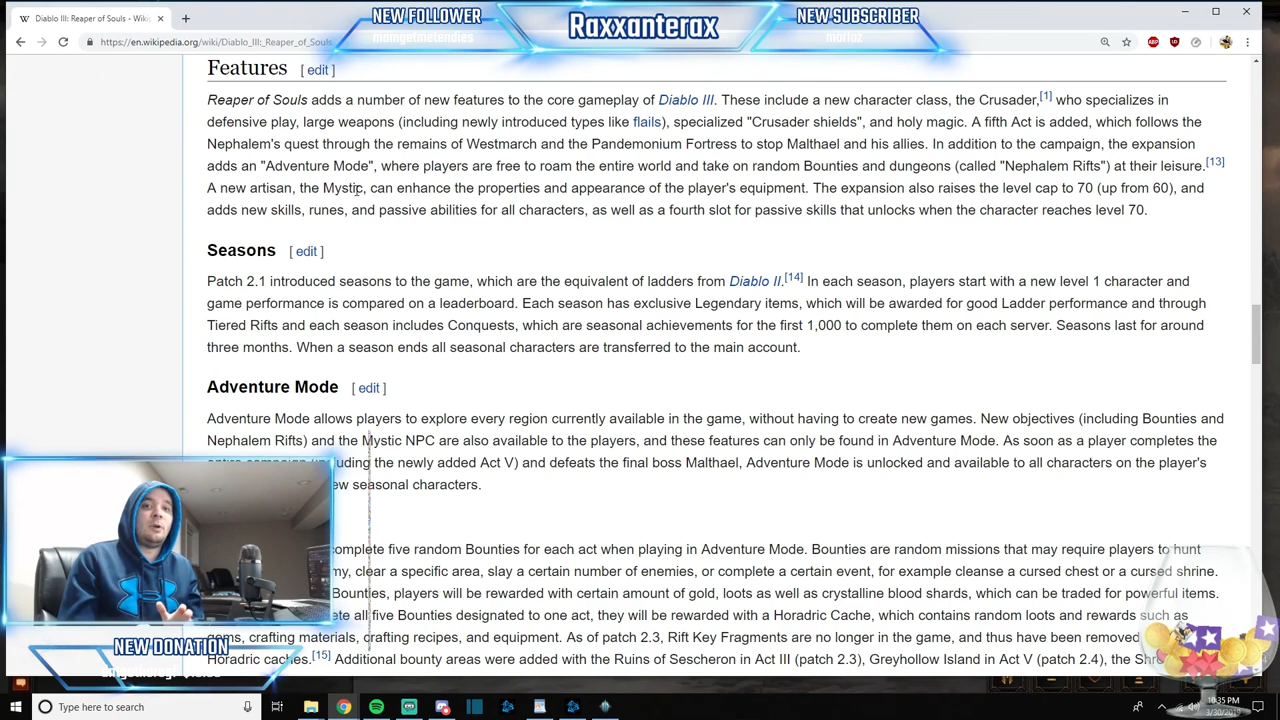 Diablo III: Reaper of Souls - Wiki
NEW FOLLOWER
Raxxanterax
NEW SUBSCRIBER
https://en.wikipedia.org/wiki/Diablo_III:_Reaper_of_Souls
Features [ edit ]
Reaper of Souls adds a number of new features to the core gameplay of Diablo III. These include a new character class, the Crusader,[1] who specializes in
defensive play, large weapons (including newly introduced types like flails), specialized "Crusader shields", and holy magic. A fifth Act is added, which follows the
Nephalem's quest through the remains of Westmarch and the Pandemonium Fortress to stop Malthael and his allies. In addition to the campaign, the expansion
adds an "Adventure Mode", where players are free to roam the entire world and take on random Bounties and dungeons (called "Nephalem Rifts") at their leisure.[13]
A new artisan, the Mystic, can enhance the properties and appearance of the player's equipment. The expansion also raises the level cap to 70 (up from 60), and
adds new skills, runes, and passive abilities for all characters, as well as a fourth slot for passive skills that unlocks when the character reaches level 70.
Seasons [ edit ]
Patch 2.1 introduced seasons to the game, which are the equivalent of ladders from Diablo II.[14] In each season, players start with a new level 1 character and
game performance is compared on a leaderboard. Each season has exclusive Legendary items, which will be awarded for good Ladder performance and through
Tiered Rifts and each season includes Conquests, which are seasonal achievements for the first 1,000 to complete them on each server. Seasons last for around
three months. When a season ends all seasonal characters are transferred to the main account.
Adventure Mode [ edit ]
Adventure Mode allows players to explore every region currently available in the game, without having to create new games. New objectives (including Bounties and
Nephalem Rifts) and the Mystic NPC are also available to the players, and these features can only be found in Adventure Mode. As soon as a player completes the
the newly added Act V) and defeats the final boss Malthael, Adventure Mode is unlocked and available to all characters on the player's
seasonal characters.
complete five random Bounties for each act when playing in Adventure Mode. Bounties are random missions that may require players to hunt
clear a specific area, slay a certain number of enemies, or complete a certain event, for example cleanse a cursed chest or a cursed shrine.
Bounties, players will be rewarded with certain amount of gold, loots as well as crystalline blood shards, which can be traded for powerful items.
all five Bounties designated to one act, they will be rewarded with a Horadric Cache, which contains random loots and rewards such as
crafting materials, crafting recipes, and equipment. As of patch 2.3, Rift Key Fragments are no longer in the game, and thus have been removed
Horadric caches.[15] Additional bounty areas were added with the Ruins of Sescheron in Act III (patch 2.3), Greyhollow Island in Act V (patch 2.4), the
NEW DONATION
Type here to search
10:35 PM